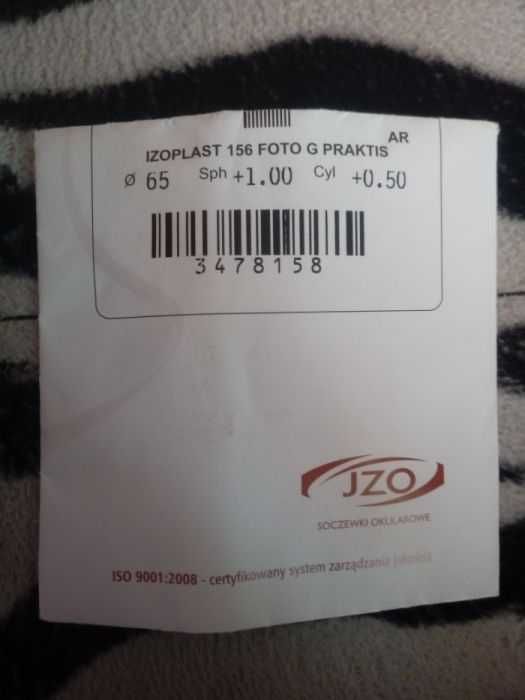 AR
IZOPLAST 156 FOTO G PRAKTIS
Ø 65 Sph +1.00 Cyl +0.50
3478158
JZO
SOCZEWKI OKULAROWE
ISO 9001:2008 - certyfikowany system zarządzania jakością